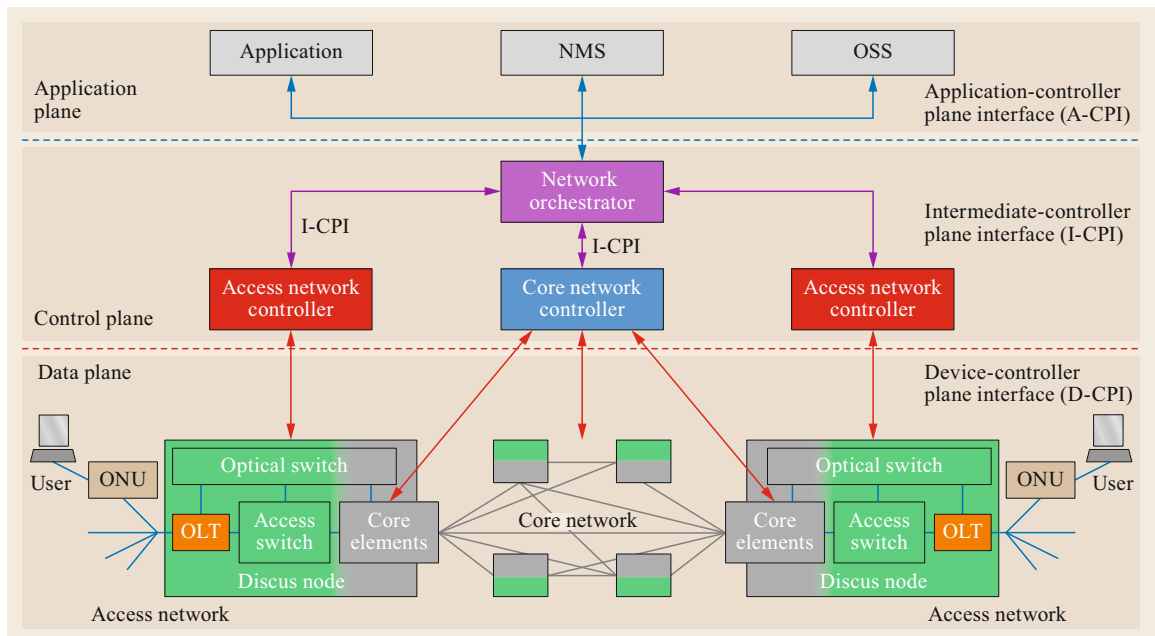 Application
NMS
OSS
Application
plane
Application-controller
plane interface (A-CPI)
Network
orchestrator
I-CPI
I-CPI
Intermediate-controller
plane interface (I-CPI)
Access network
controller
Core network
controller
Access network
controller
Control plane
Data plane
Device-controller
plane interface (D-CPI)
Optical switch
Optical switch
User
ONU
ONU
User
OLT
Access
switch
Core
elements
Core network
Core
elements
Access
switch
OLT
Discus node
Discus node
Access network
Access network